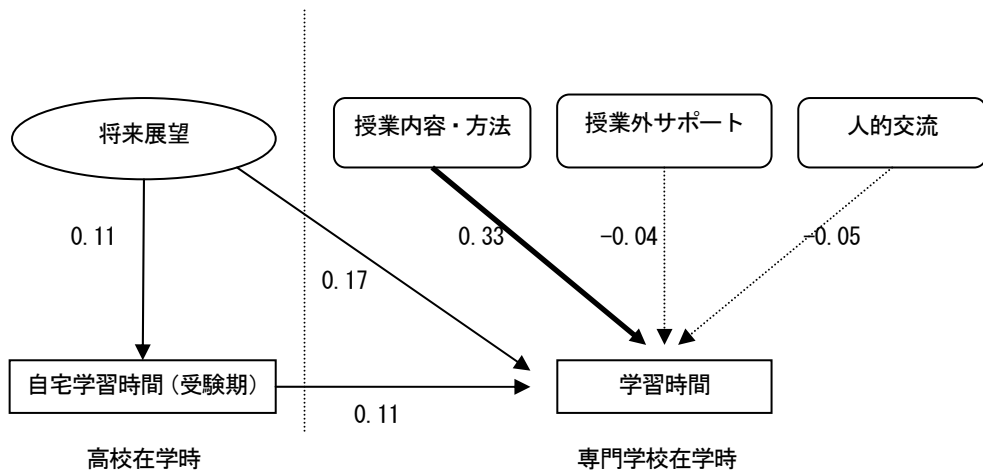 将来展望
授業内容・方法
授業外サポート
人的交流
0.11
0.17
0.33
-0.04
-0.05
自宅学習時間（受験期）
0.11
学習時間
高校在学時
専門学校在学時